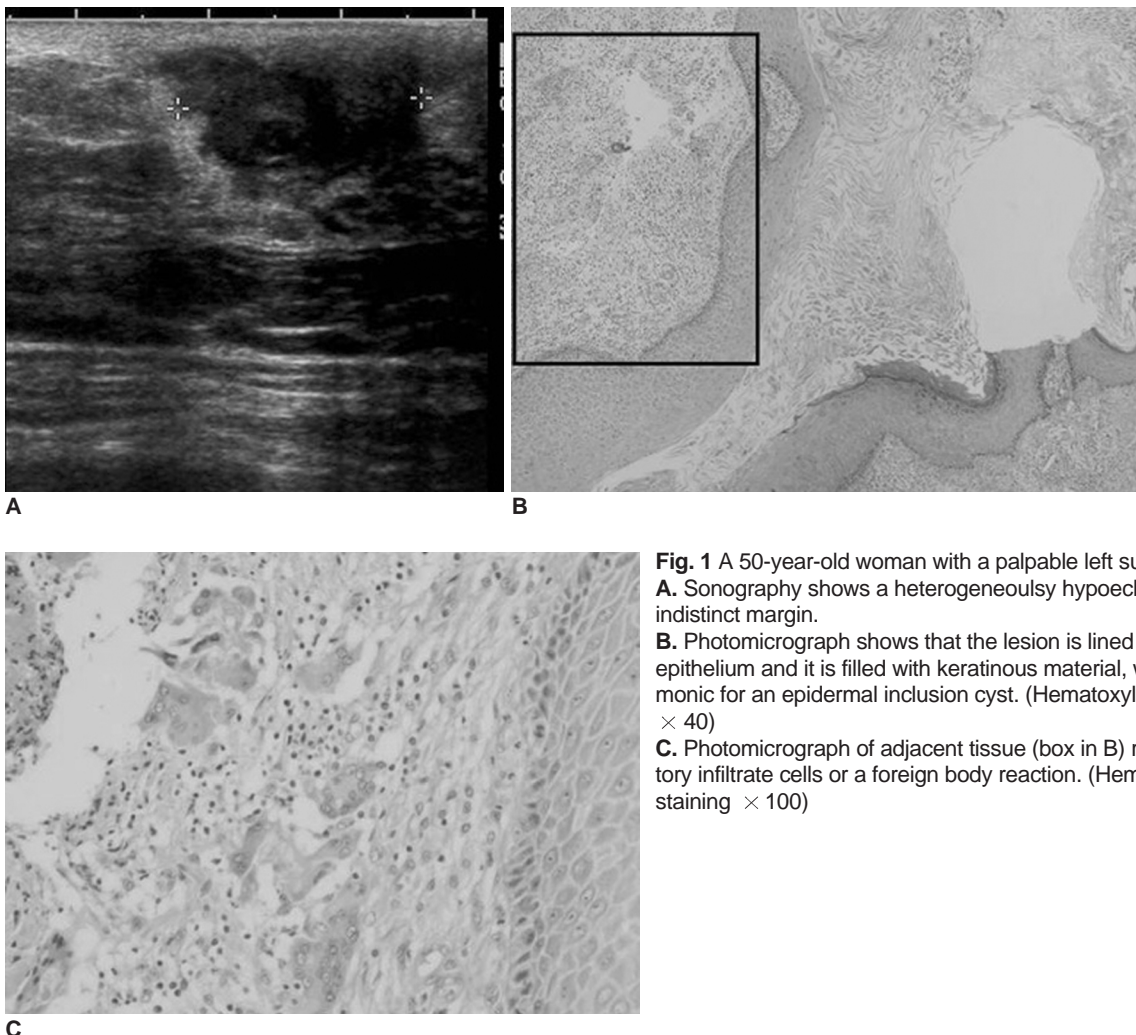 A
B
C
Fig. 1 A 50-year-old woman with a palpable left
A. Sonography shows a heterogeneoulsy
indistinct margin.
B. Photomicrograph shows that the lesion is lined
epithelium and it is filled with keratinous material,
monic for an epidermal inclusion cyst. (Hematoxyl
× 40)
C. Photomicrograph of adjacent tissue (box in B)
tory infiltrate cells or a foreign body reaction. (Hem
staining × 100)